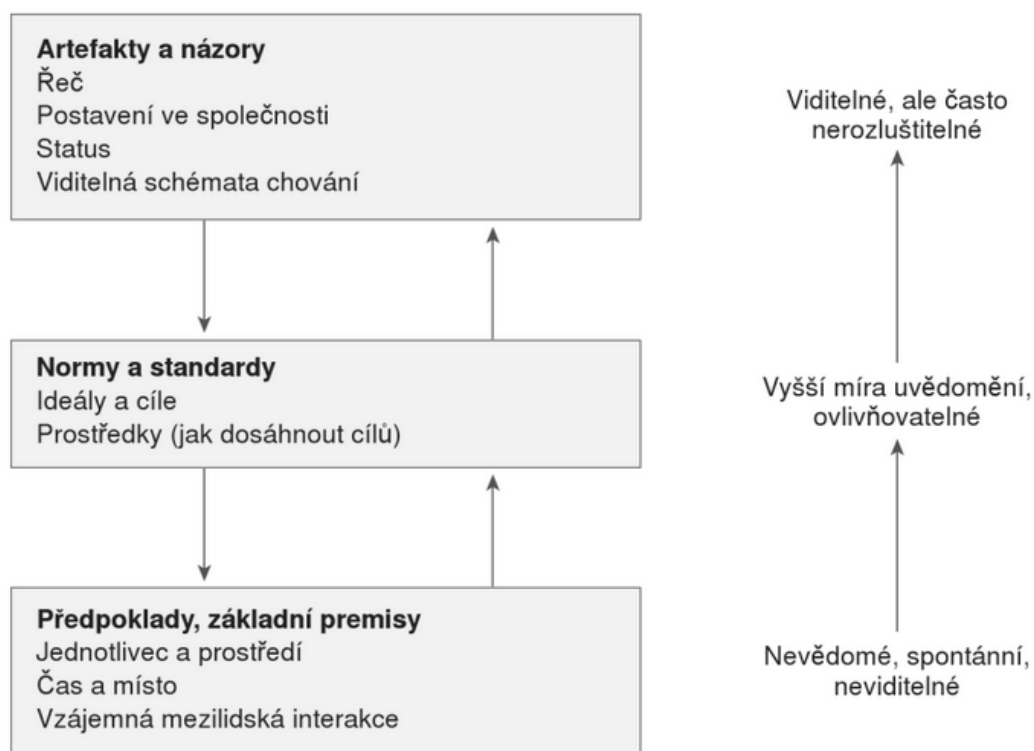 Artefakty a názory
Řeč
Postavení ve společnosti
Status
Viditelná schémata chování
Viditelné, ale často
nerozluštitelné
Normy a standardy
Ideály a cíle
Prostředky (jak dosáhnout cílů)
Vyšší míra uvědomění,
ovlivňovatelné
Předpoklady, základní premisy
Jednotlivec a prostředí
Čas a místo
Vzájemná mezilidská interakce
Nevědomé, spontánní,
neviditelné